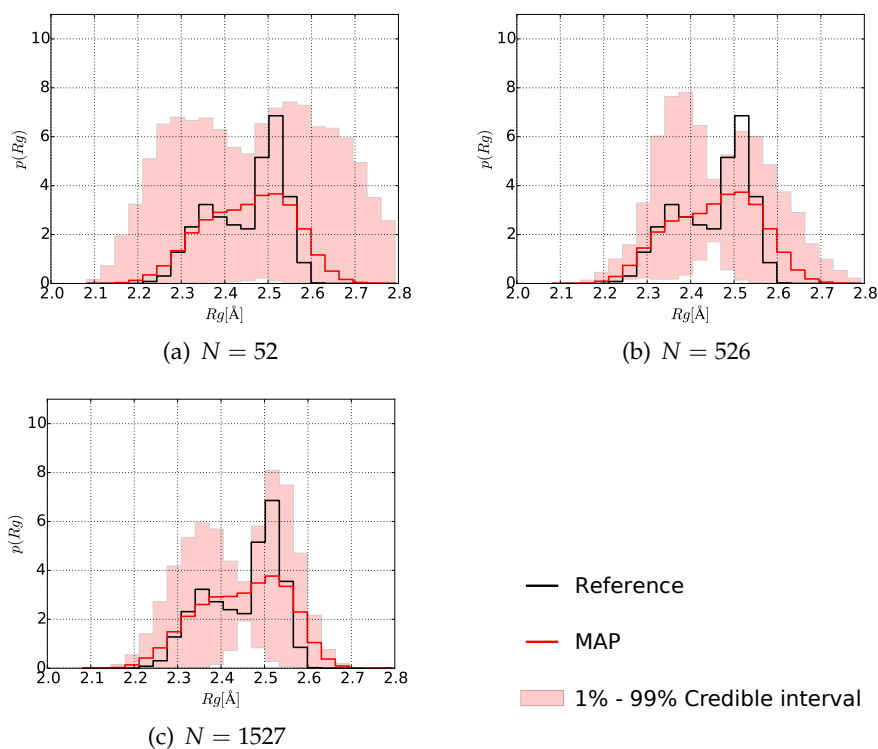 10
8
6
4
2
0
p(Rg)
2.0 2.1 2.2 2.3 2.4 2.5 2.6 2.7 2.8
Rg[Å]
(a) N = 52
10
8
6
4
2
0
p(Rg)
2.0 2.1 2.2 2.3 2.4 2.5 2.6 2.7 2.8
Rg[Å]
(b) N = 526
10
8
6
4
2
0
p(Rg)
2.0 2.1 2.2 2.3 2.4 2.5 2.6 2.7 2.8
Rg[Å]
(c) N = 1527
Reference
MAP
1% - 99% Credible interval